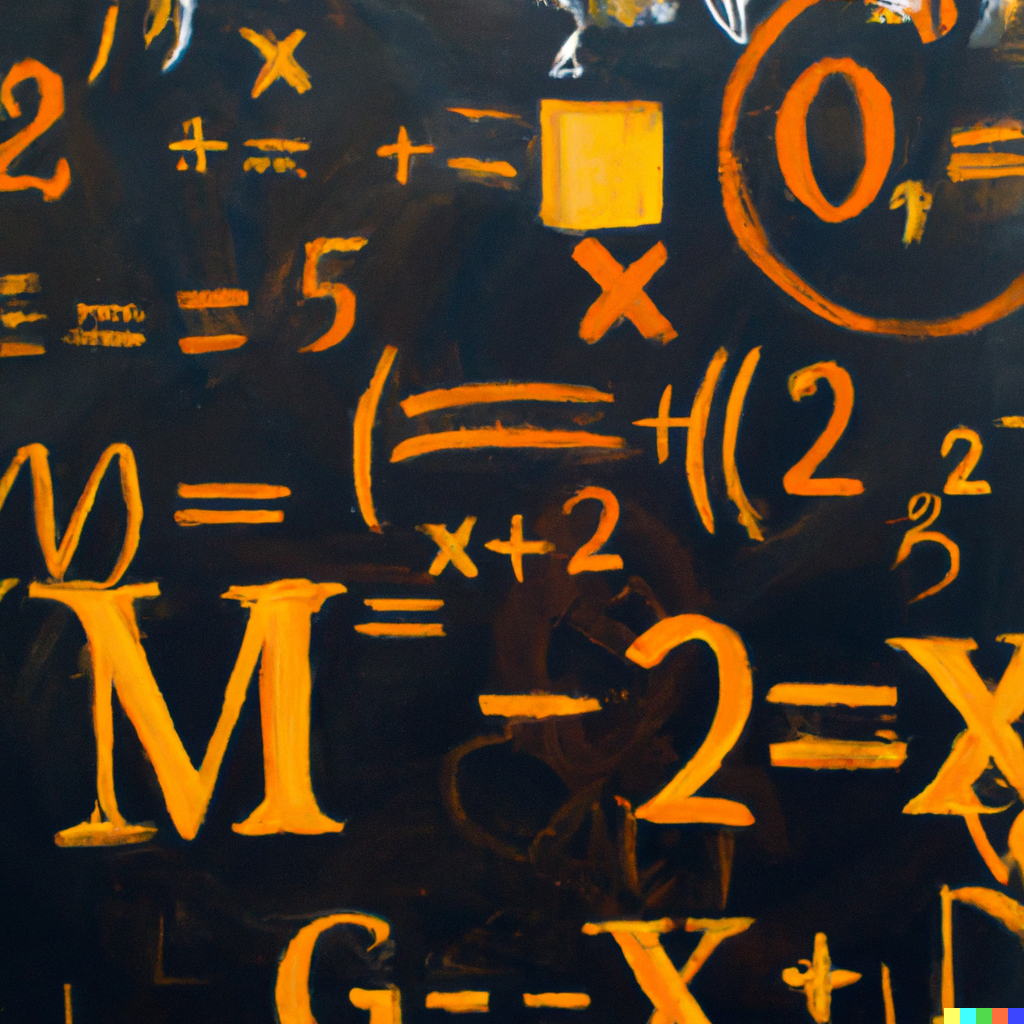 x
2 + = + = 0 =
= = 5 x
( = + ( ( 2
= x + 2 2
M =
- 2 = X
G - - X +